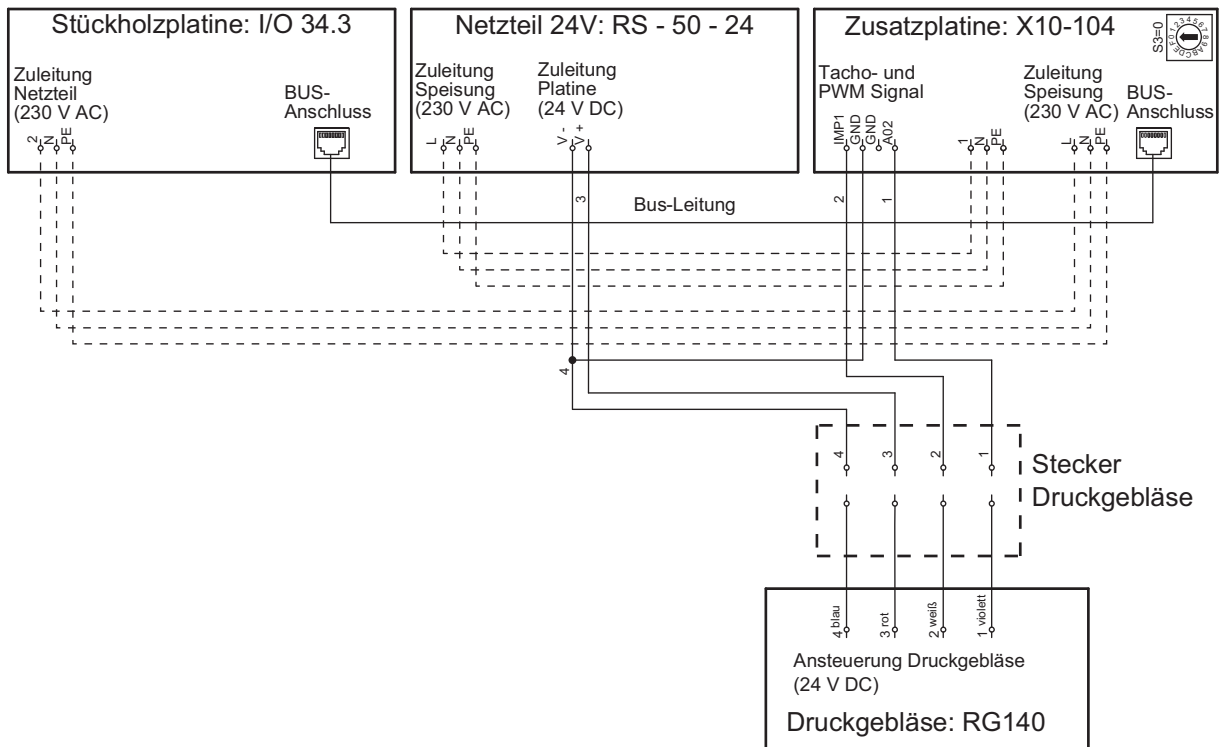 Stückholzplatine: I/O 34.3
Zuleitung
Netzteil
(230 V AC)
2
N
PE
BUS-
Anschluss
Netzteil 24V: RS - 50 - 24
Zuleitung
Speisung
(230 V AC)
L
N
PE
Zuleitung
Platine
(24 V DC)
V -
V +
Zusatzplatine: X10-104
S3=0
0123456789ABCDEF
Tacho- und
PWM Signal
IMP1
GND
GND
A02
1
N
PE
Zuleitung
Speisung
(230 V AC)
L
N
PE
BUS-
Anschluss
3
Bus-Leitung
2
1
4
4
3
2
1
Stecker
Druckgebläse
4 blau
3 rot
2 weiß
1 violett
Ansteuerung Druckgebläse
(24 V DC)
Druckgebläse: RG140